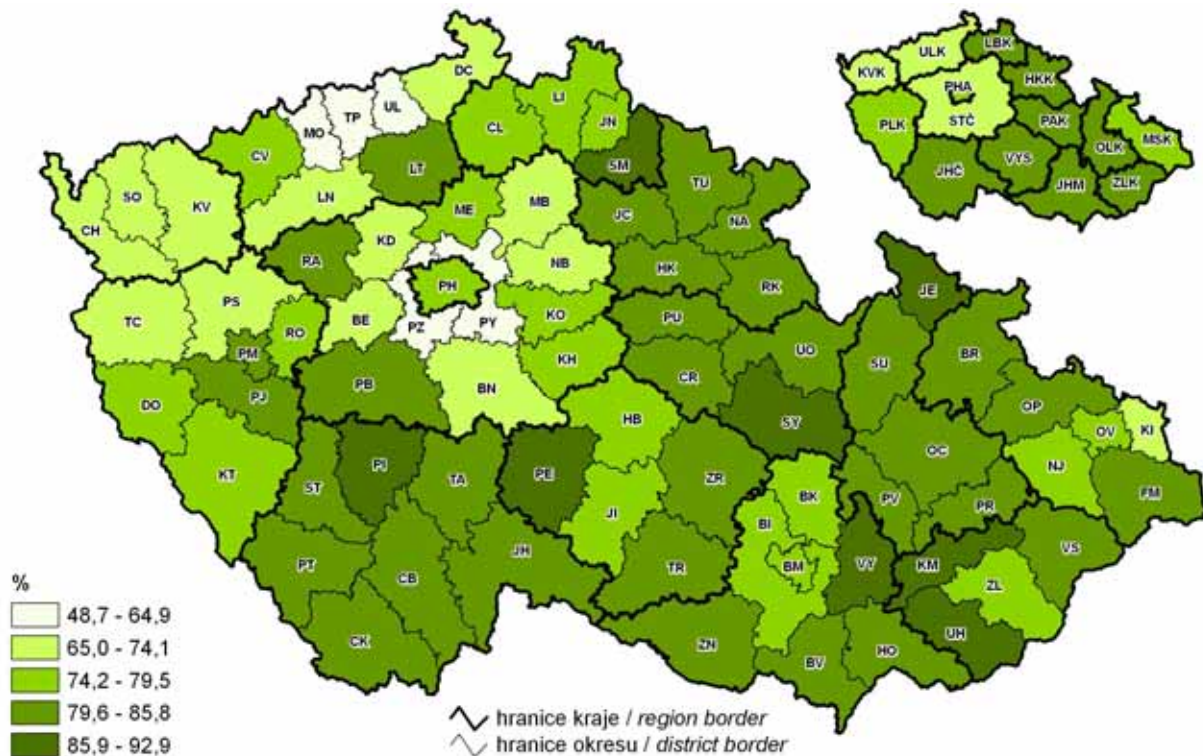 DC
ULK
LBK
KVK
HKK
PHA
STČ
PAK
PLK
OLK
MSK
VYS
JHČ
JHM
ZLK
LI
UL
TP
MO
JN
CL
CV
LT
SM
TU
SO
KV
LN
ME
MB
JC
NA
CH
KD
RA
NB
HK
RK
JE
PH
PS
TC
RO
BE
PZ
PY
KO
PU
UO
BR
PM
SU
PJ
PB
BN
KH
CR
OP
DO
SY
KI
OV
HB
OC
NJ
KT
ST
PI
TA
PE
ZR
BK
FM
JI
BI
PV
PR
PT
JH
TR
BM
VY
KM
VS
CB
ZL
CK
ZN
BV
HO
UH
%
48,7 - 64,9
65,0 - 74,1
74,2 - 79,5
79,6 - 85,8
85,9 - 92,9
hranice kraje / region border
hranice okresu / district border